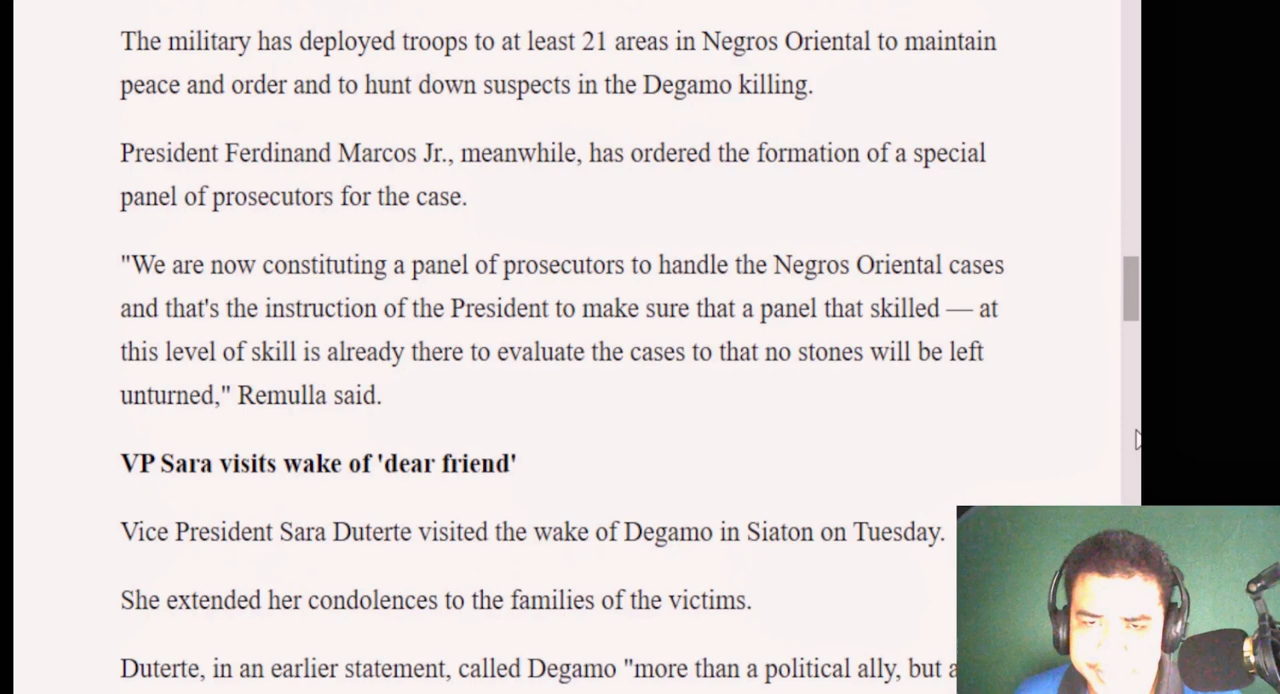 The military has deployed troops to at least 21 areas in Negros Oriental to maintain
peace and order and to hunt down suspects in the Degamo killing.
President Ferdinand Marcos Jr., meanwhile, has ordered the formation of a special
panel of prosecutors for the case.
"We are now constituting a panel of prosecutors to handle the Negros Oriental cases
and that's the instruction of the President to make sure that a panel that skilled — at
this level of skill is already there to evaluate the cases to that no stones will be left
unturned," Remulla said.
VP Sara visits wake of 'dear friend'
Vice President Sara Duterte visited the wake of Degamo in Siaton on Tuesday.
She extended her condolences to the families of the victims.
Duterte, in an earlier statement, called Degamo "more than a political ally, but a